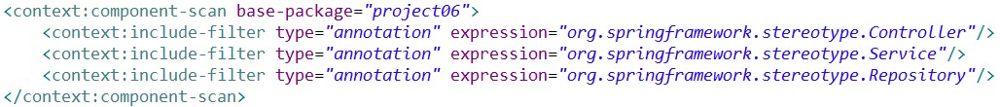 <context:component-scan base-package="project06">
    <context:include-filter type="annotation" expression="org.springframework.stereotype.Controller"/>
    <context:include-filter type="annotation" expression="org.springframework.stereotype.Service"/>
    <context:include-filter type="annotation" expression="org.springframework.stereotype.Repository"/>
</context:component-scan>